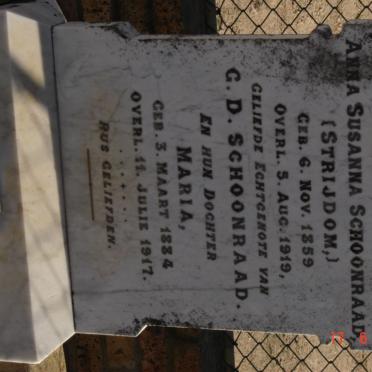 ANNA SUSANNA SCHOONRAAD
(STRIJDOM,)
GEB. 6. NOV. 1859
OVERL. 5. AUG. 1919,
GELIEFDE ECHTGENOTE VAN
C. D. SCHOONRAAD.
EN HUN DOCHTER
MARIA,
GEB. 3. MAART 1884
OVERL. 11. JULIE 1917.
RUS GELIEFDEN.